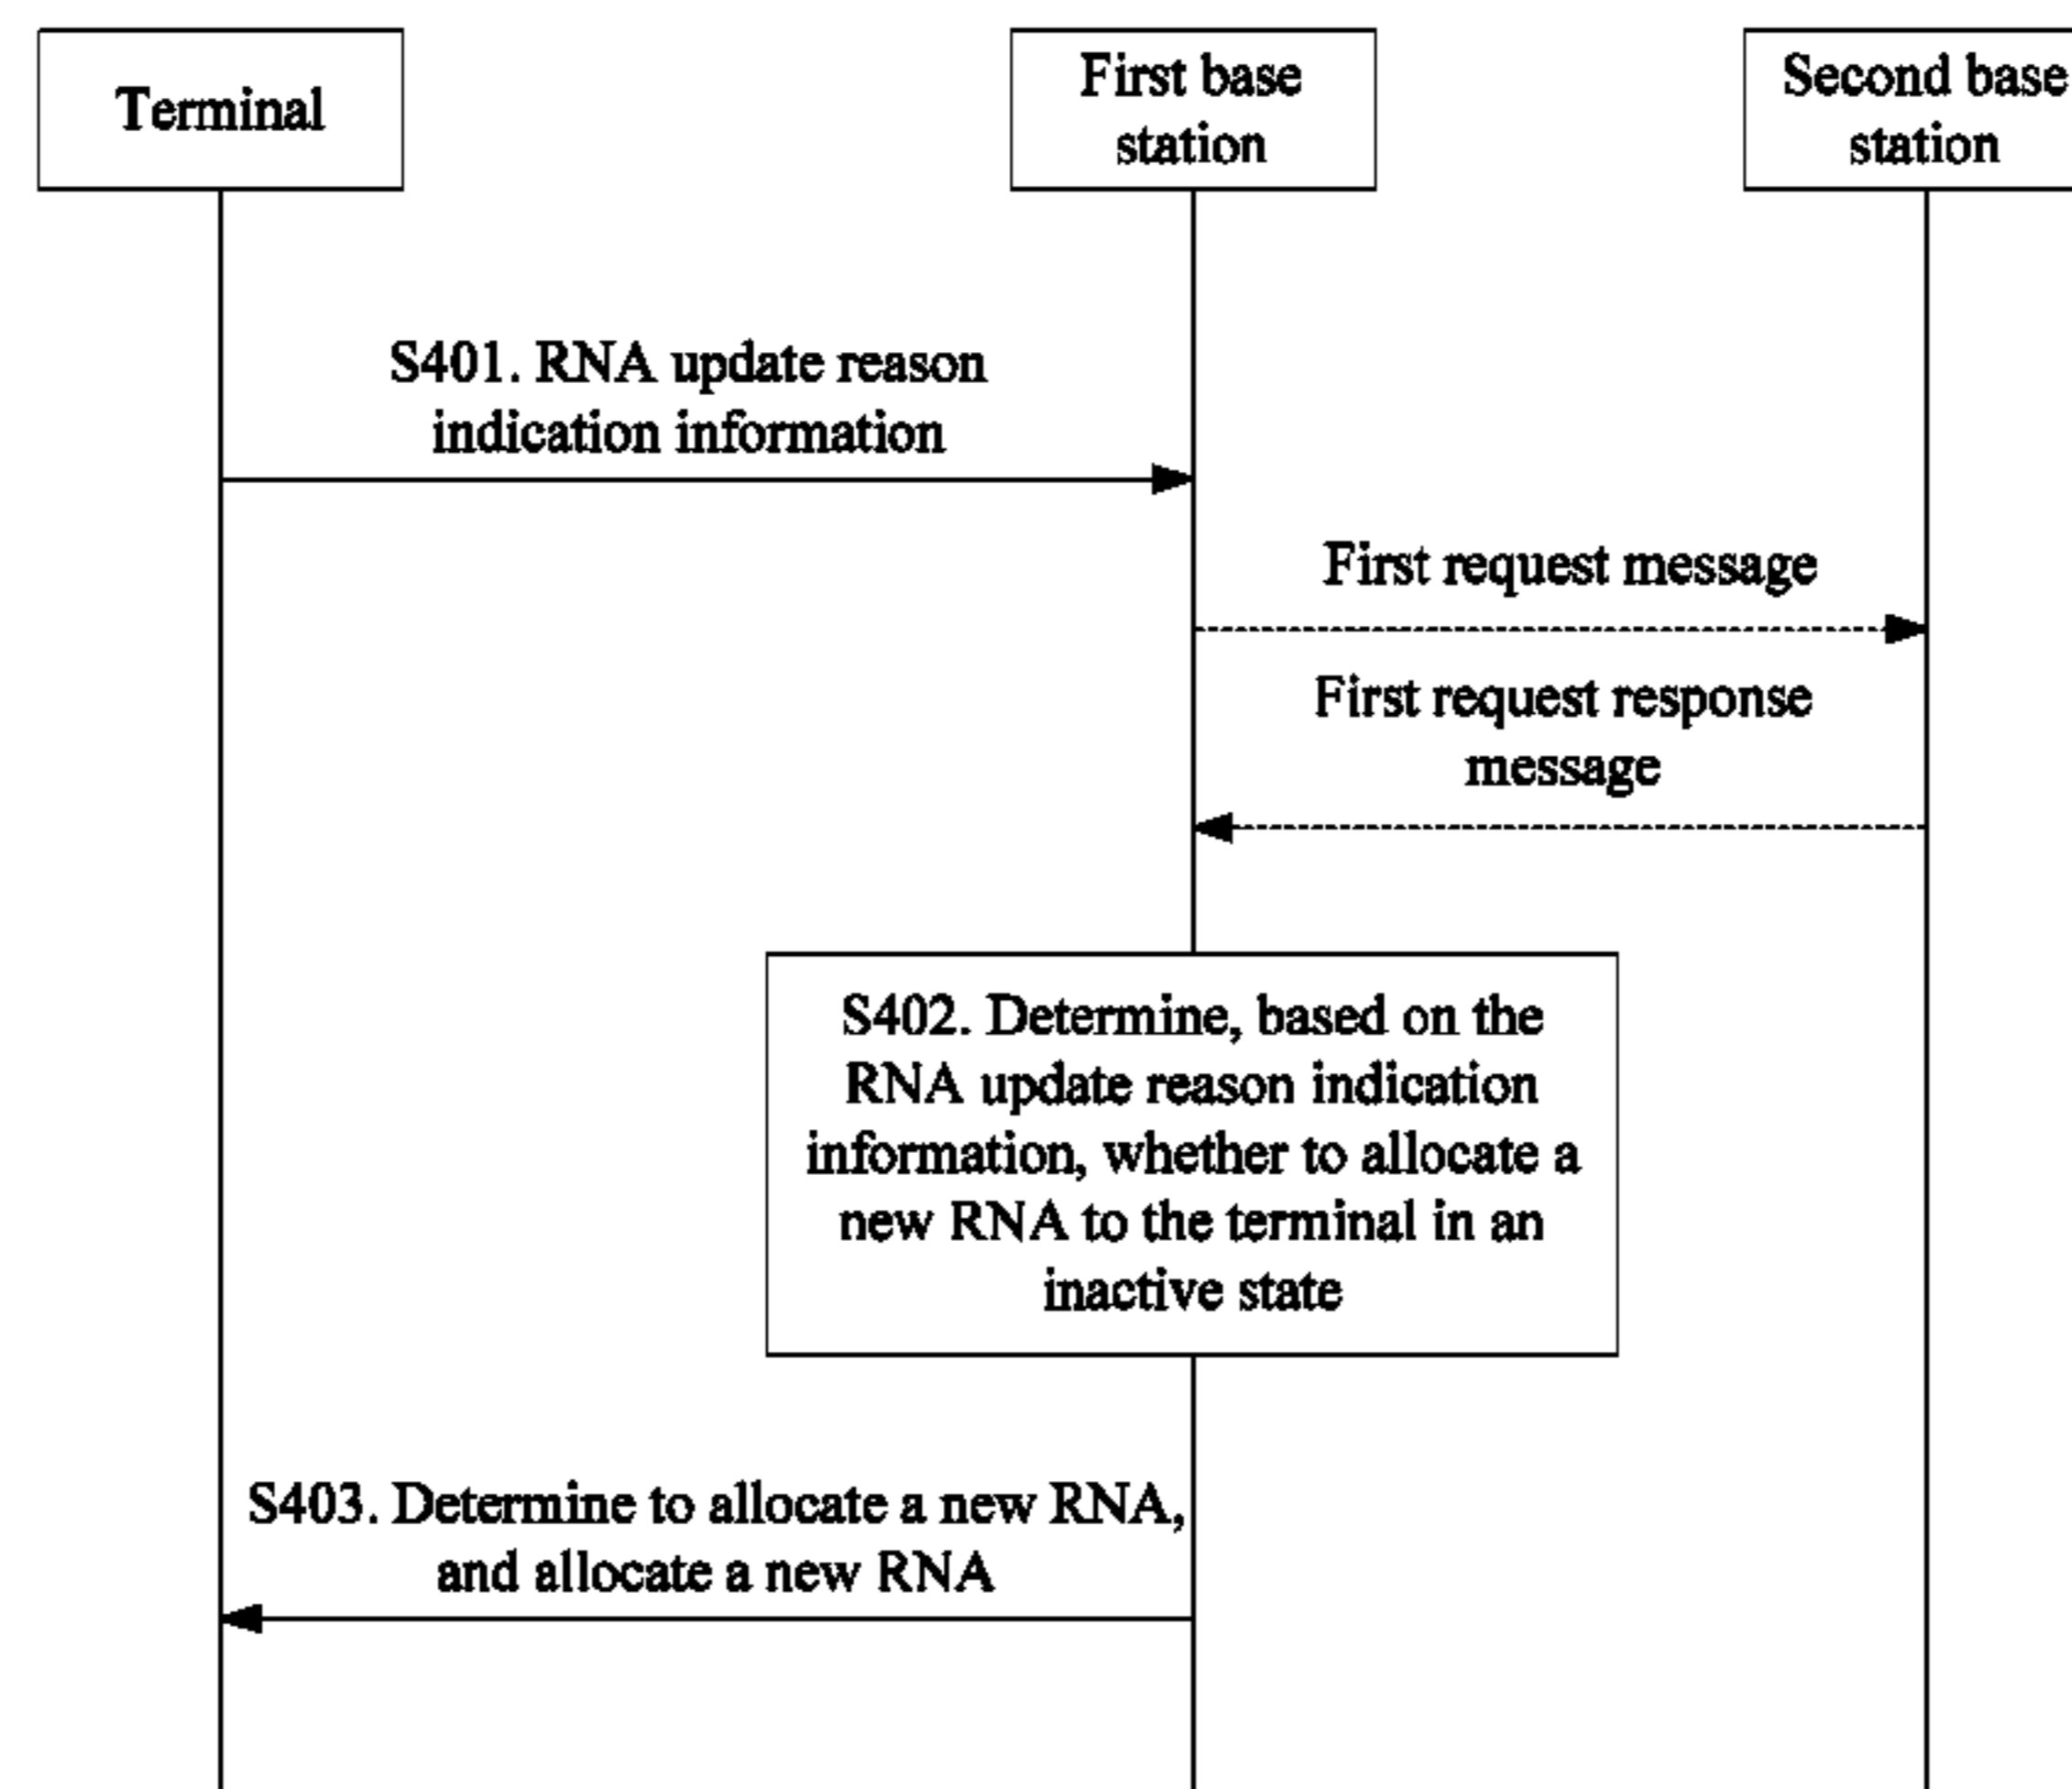 Terminal
First base
station
Second base
station
S401. RNA update reason
indication information
First request message
First request response
message
S402. Determine, based on the
RNA update reason indication
information, whether to allocate a
new RNA to the terminal in an
inactive state
S403. Determine to allocate a new RNA,
and allocate a new RNA